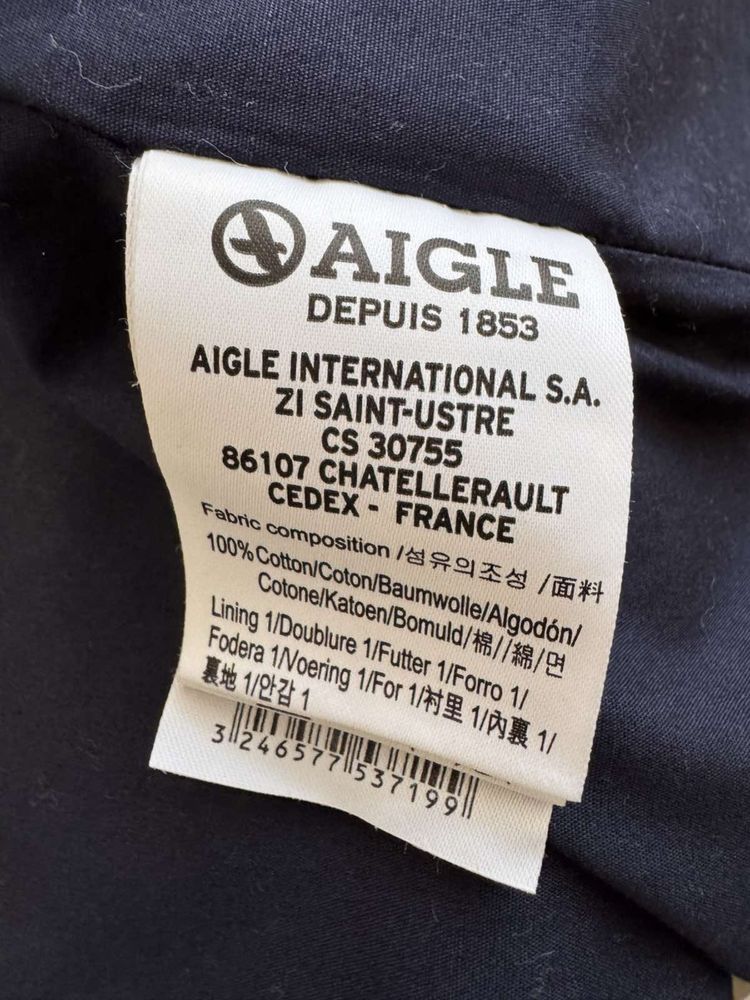 AIGLE
DEPUIS 1853
AIGLE INTERNATIONAL S.A.
ZI SAINT-USTRE
CS 30755
86107 CHATELLERAULT
CEDEX - FRANCE
Fabric composition /섬유의조성 /面料
100% Cotton/Coton/Baumwolle/Algodón/
Cotone/Katoen/Bomuld/棉//綿/면
Lining 1/Doublure 1/Futter 1/Forro 1/
Fodera 1/Voering 1/For 1/衬里 1/內裏 1/
裏地 1/안감 1
3 246577 537199